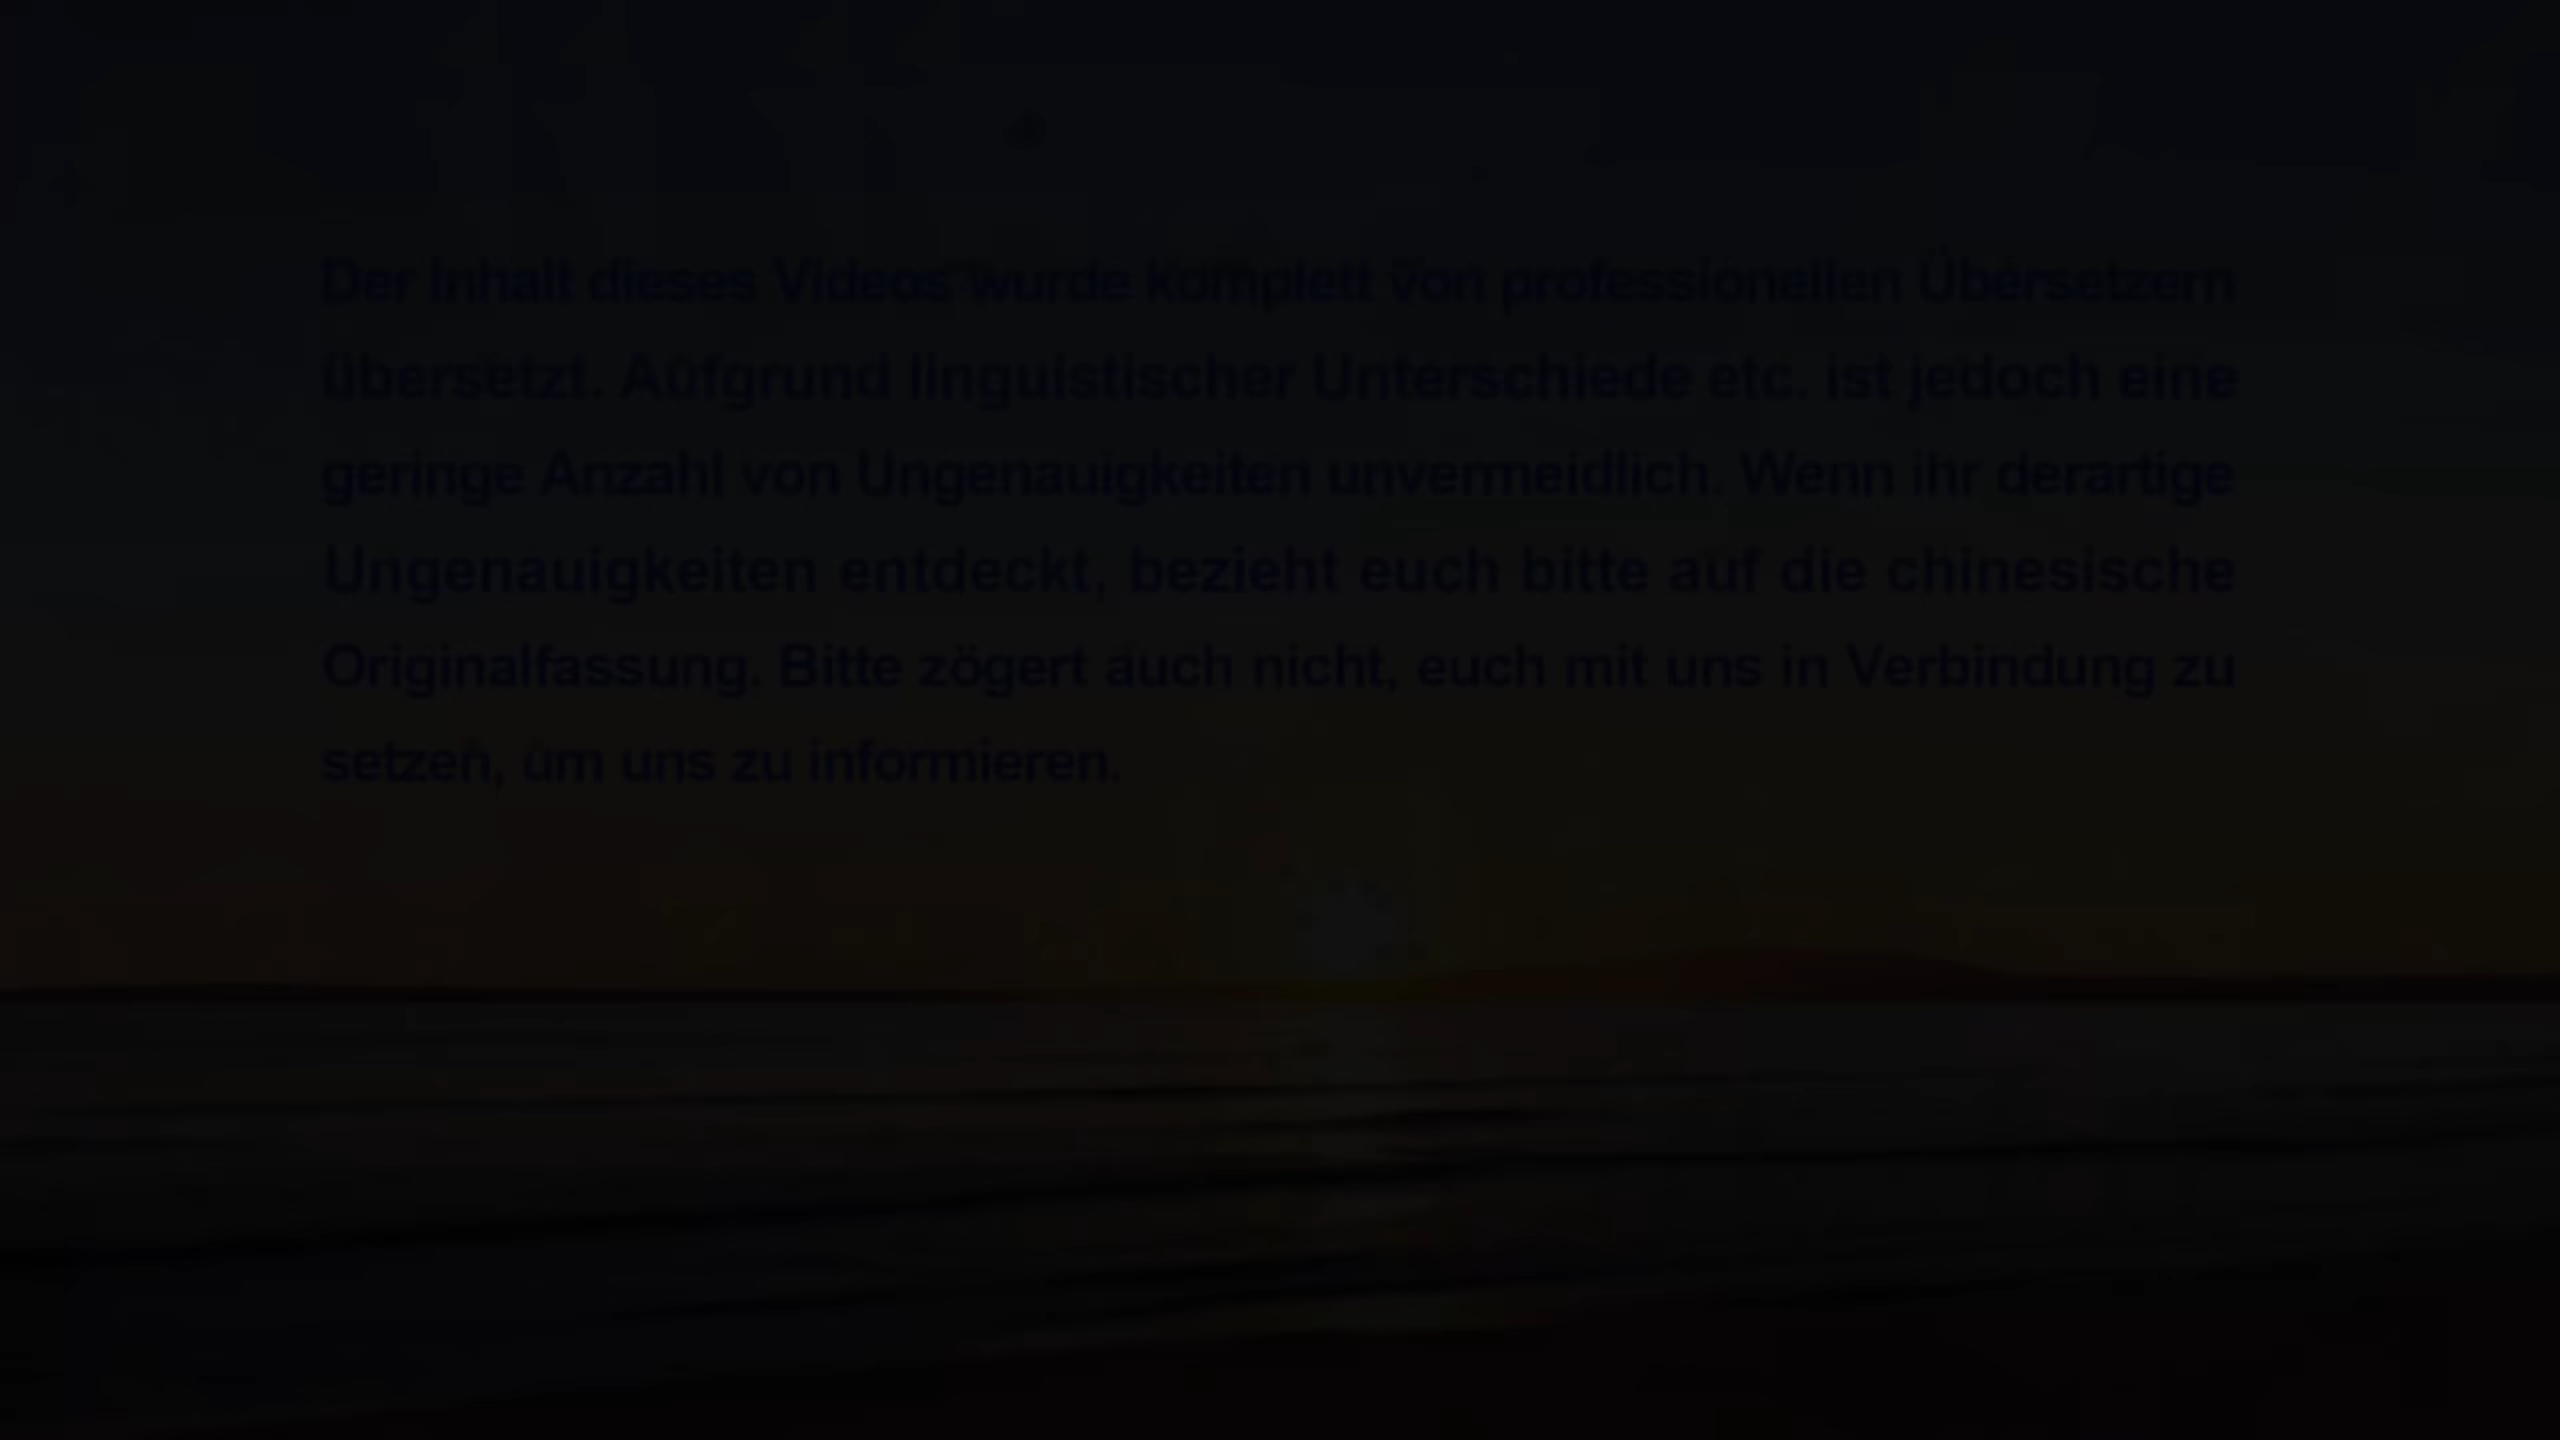 Der Inhalt dieses Videos wurde komplett von professionellen Übersetzern
übersetzt. Aufgrund linguistischer Unterschiede etc. ist jedoch eine
geringe Anzahl von Ungenauigkeiten unvermeidlich. Wenn ihr derartige
Ungenauigkeiten entdeckt, bezieht euch bitte auf die chinesische
Originalfassung. Bitte zögert auch nicht, euch mit uns in Verbindung zu
setzen, um uns zu informieren.